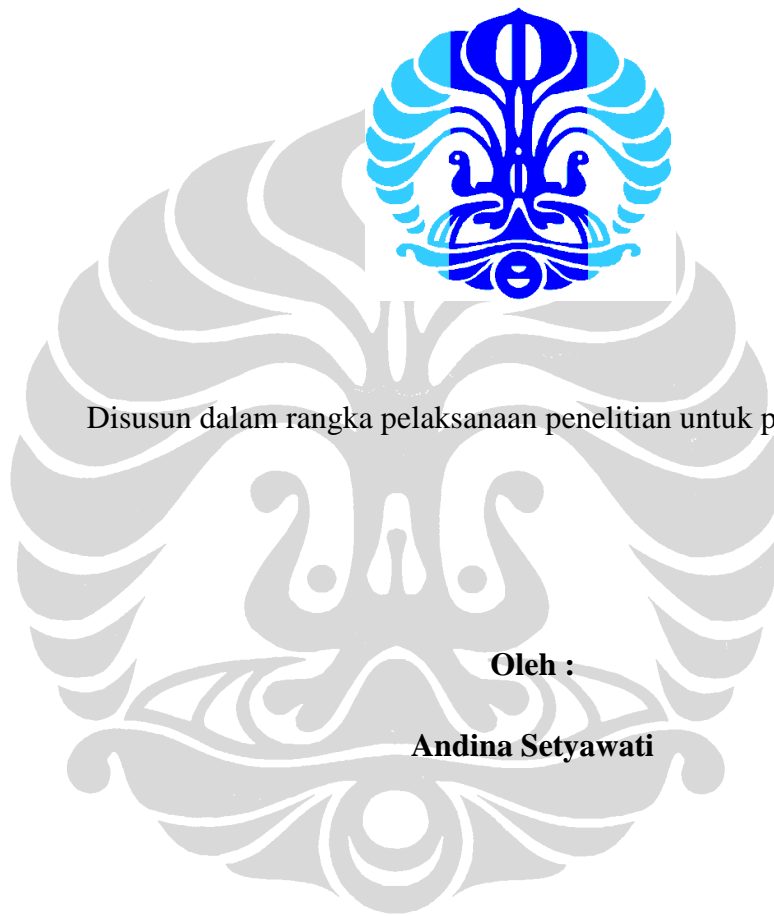 Disusun dalam rangka pelaksanaan penelitian untuk p
Oleh :
Andina Setyawati